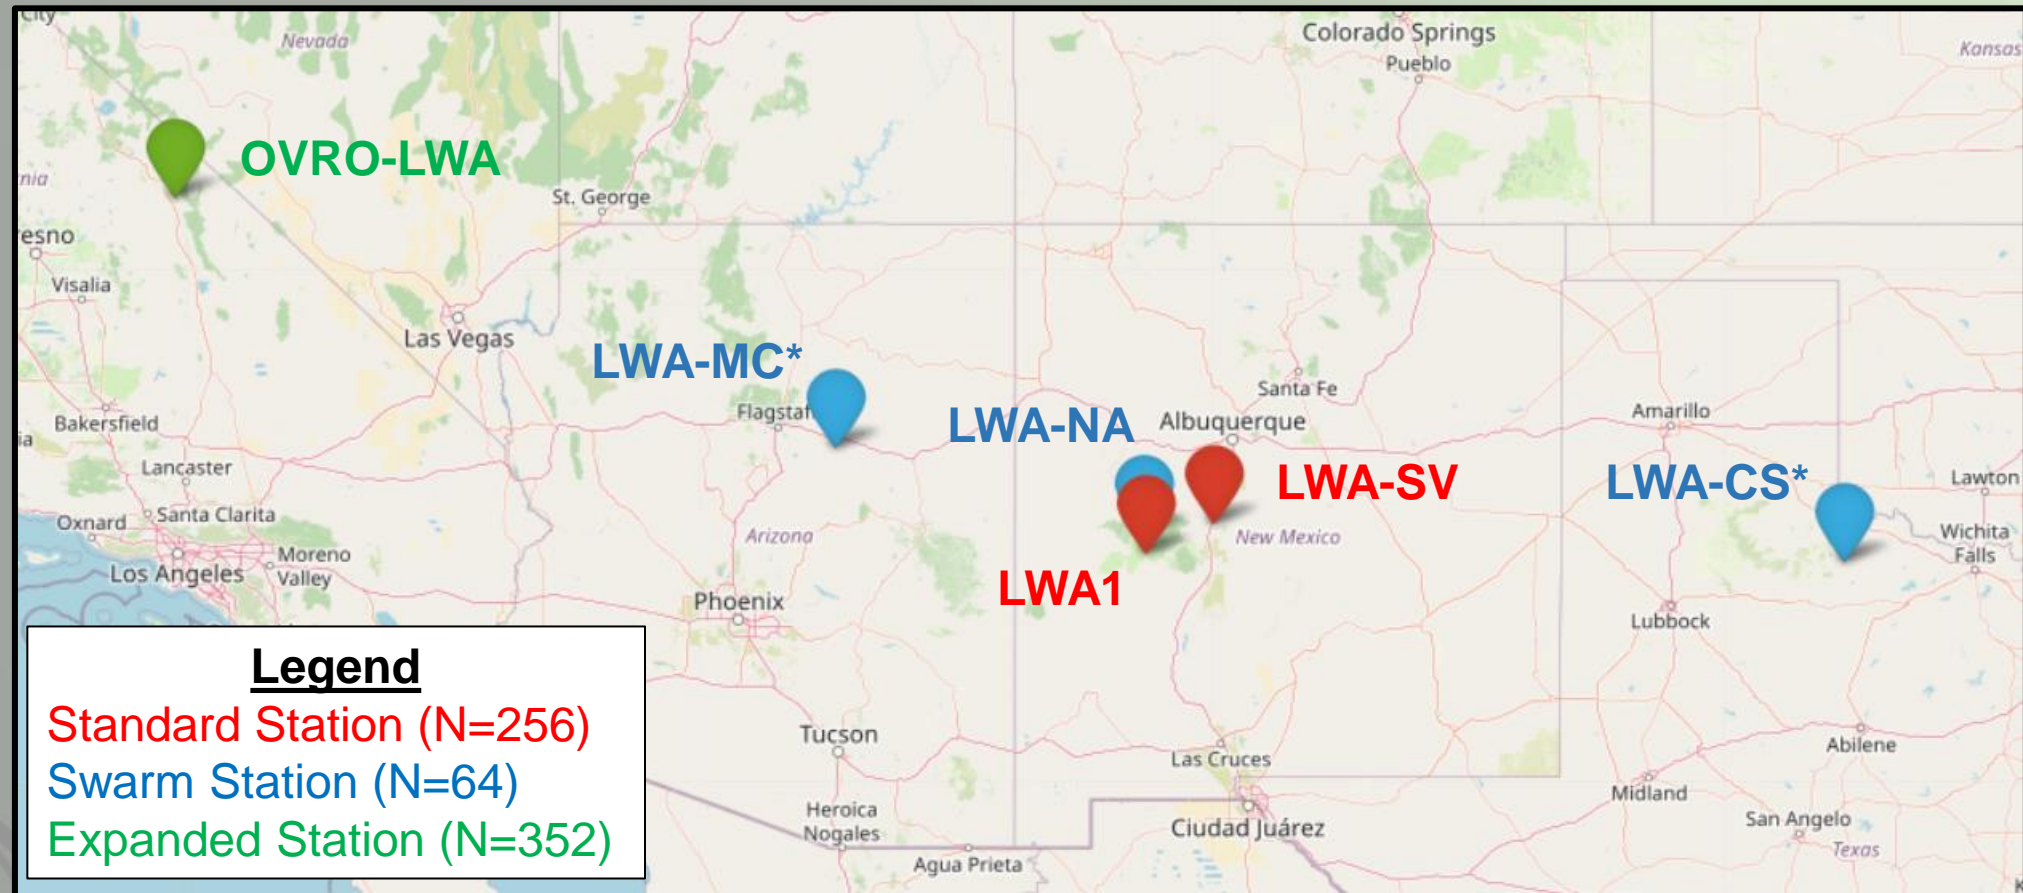 City
Nevada
Colorado Springs
Pueblo
Kansas
OVRO-LWA
nia
St. George
esno
Visalia
Las Vegas
LWA-MC*
Santa Fe
Flagstaf
LWA-NA
Albuquerque
Amarillo
Bakersfield
ia
Lancaster
LWA-SV
LWA-CS*
Lawton
Oxnard
Santa Clarita
Arizona
New Mexico
Wichita
Falls
Moreno
Valley
Los Angeles
LWA1
Phoenix
Lubbock
Legend
Standard Station (N=256)
Swarm Station (N=64)
Expanded Station (N=352)
Tucson
Las Cruces
Abilene
Midland
Heroica
Nogales
Ciudad Juárez
San Angelo
Texas
Agua Prieta